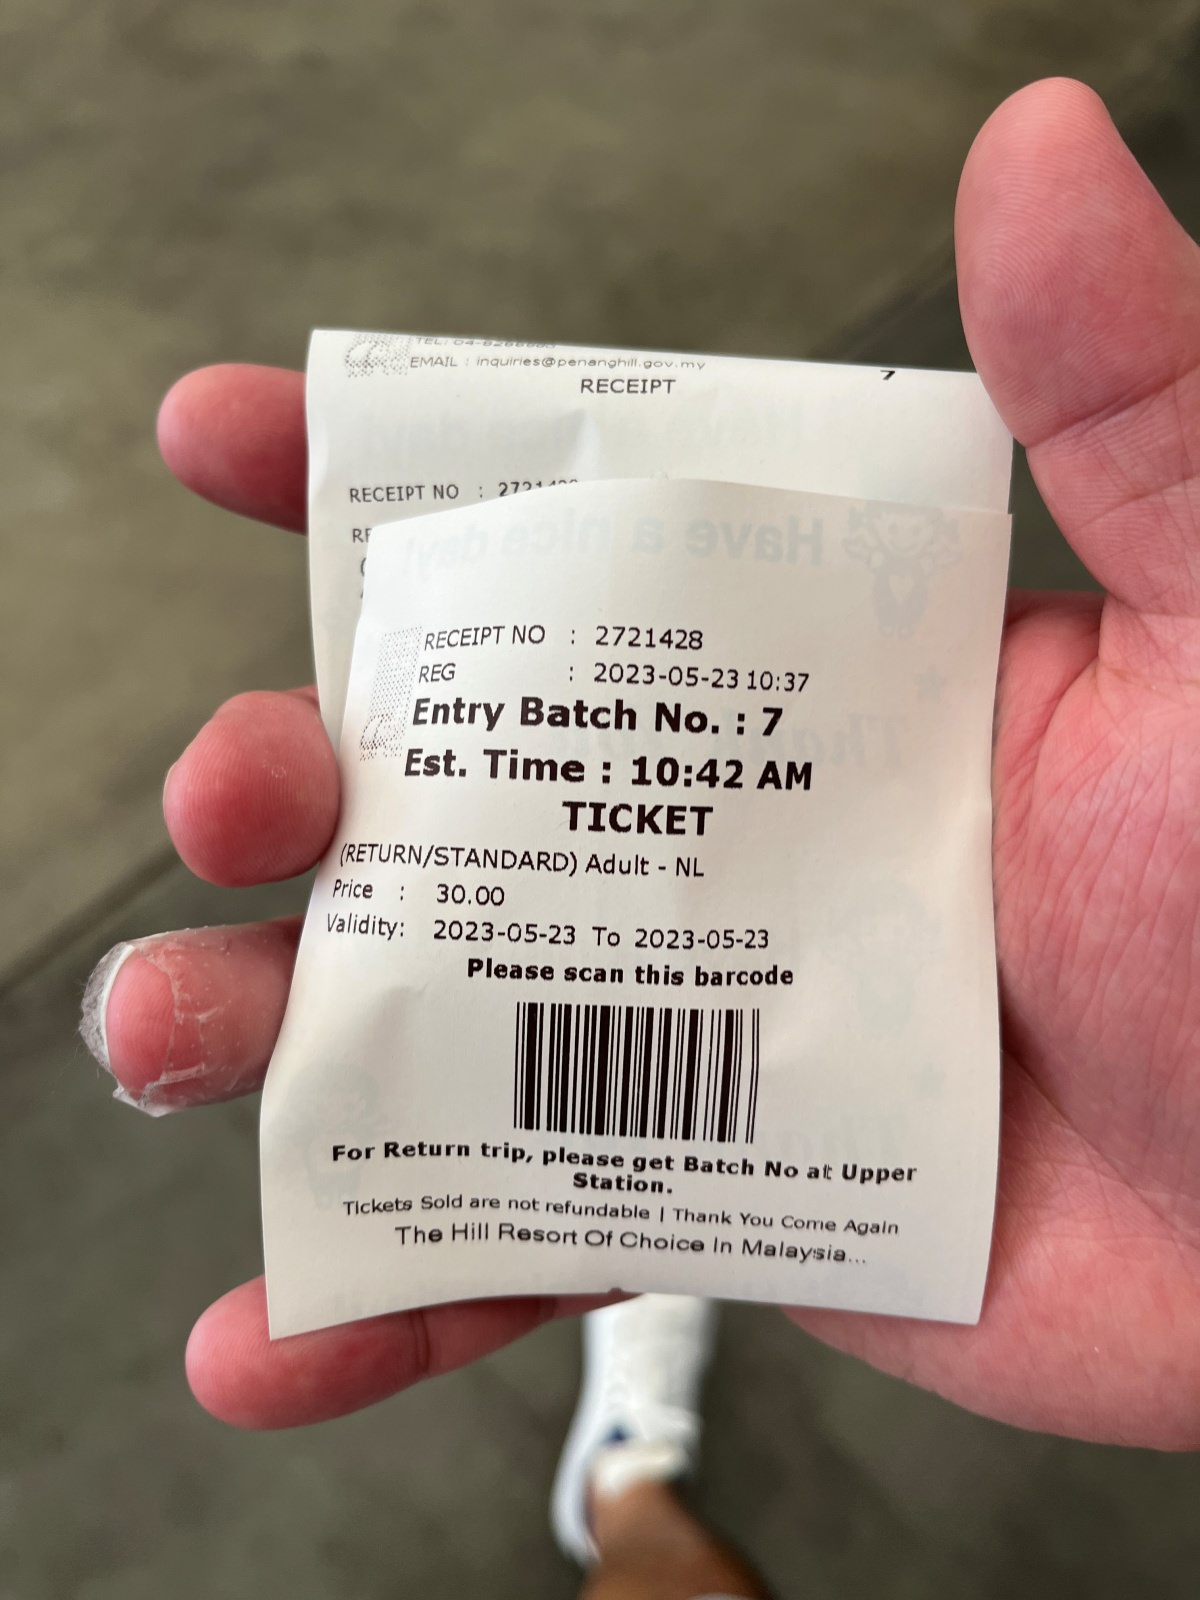 EMAIL : inquiries@penanghill.gov.my
7
RECEIPT
RECEIPT NO :
RECEIPT NO : 2721428
REG : 2023-05-23 10:37
Entry Batch No. : 7
Est. Time : 10:42 AM
TICKET
(RETURN/STANDARD) Adult - NL
Price : 30.00
Validity: 2023-05-23 To 2023-05-23
Please scan this barcode
For Return trip, please get Batch No at Upper
Station.
Tickets Sold are not refundable | Thank You Come Again
The Hill Resort Of Choice In Malaysia...